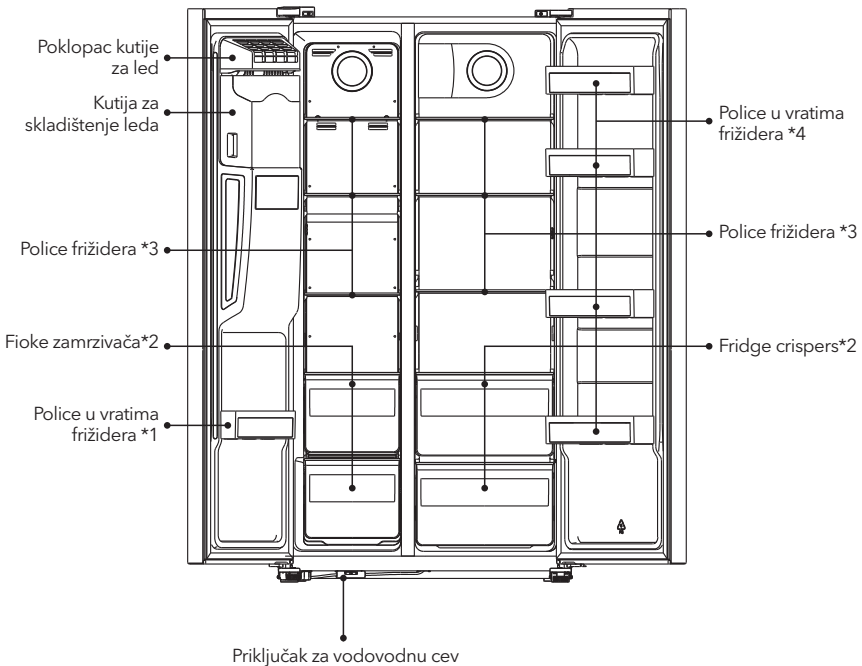 Poklopac kutije
za led
Kutija za
skladištenje leda
Police frižidera *3
Fioke zamrzivača*2
Police u vratima
frižidera *1
Police u vratima
frižidera *4
Police frižidera *3
Fridge crispers*2
Priključak za vodovodnu cev